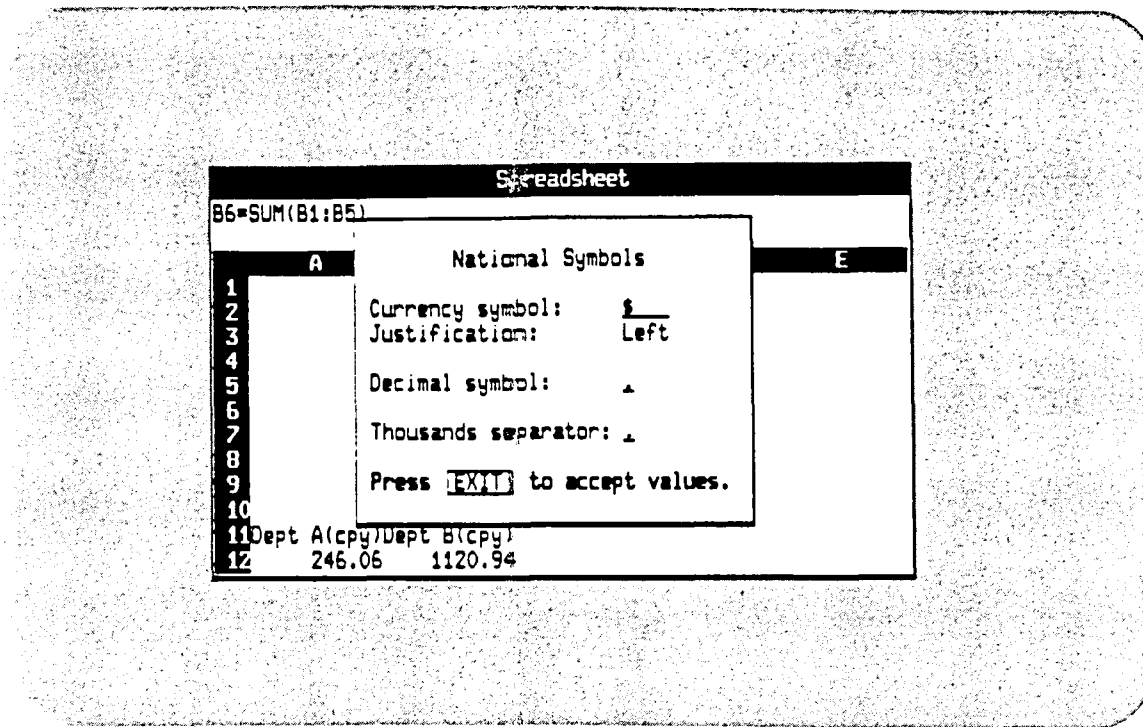 Spreadsheet
B6=SUM(B1:B5)
A
E
National Symbols
1
2
3
4
5
6
7
8
9
10
11
12
Currency symbol: $
Justification: Left
Decimal symbol: .
Thousands separator:
Press EXIT to accept values.
Dept A(cpy)Dept B(cpy)
246.06 1120.94